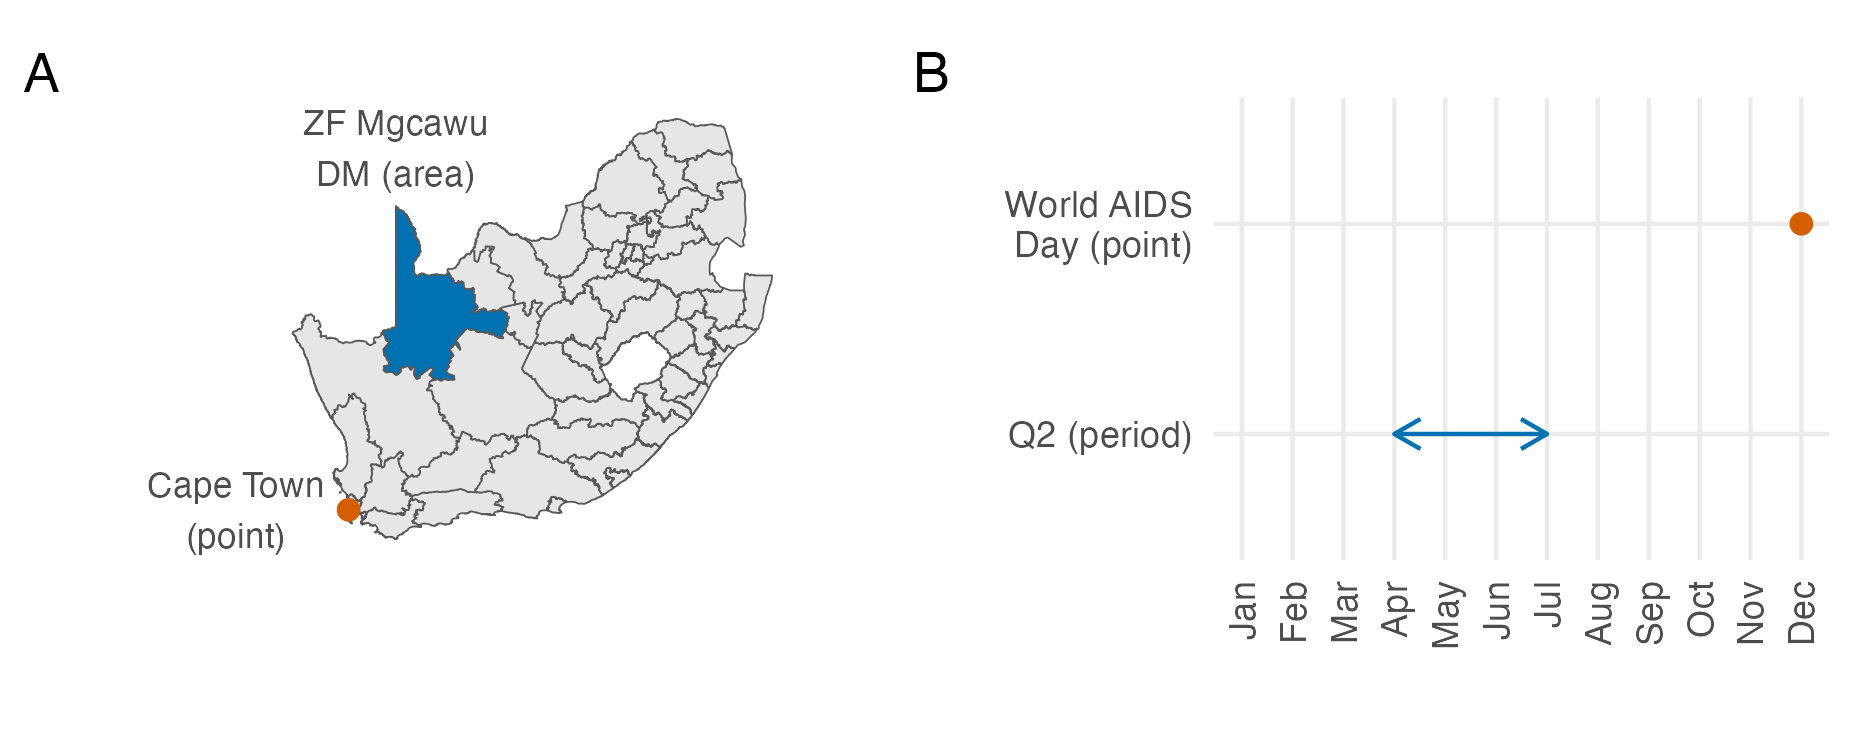 A
ZF Mgcawu
DM (area)
Cape Town
(point)
B
World AIDS
Day (point)
Q2 (period)
Jan
Feb
Mar
Apr
May
Jun
Jul
Aug
Sep
Oct
Nov
Dec